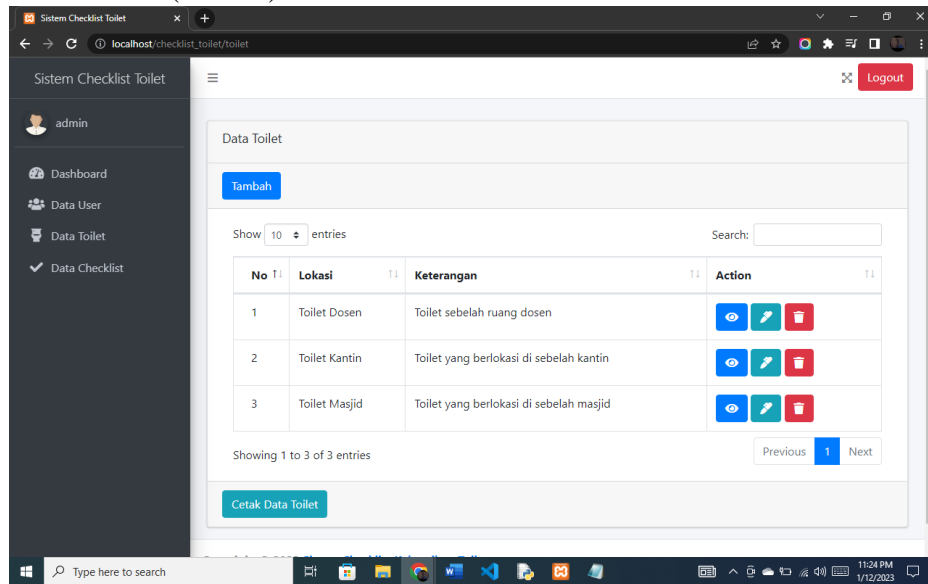 Sistem Checklist Toilet
localhost/checklist_toilet/toilet
Sistem Checklist Toilet
Logout
admin
Data Toilet
Dashboard
Tambah
Data User
Data Toilet
Show 10 entries
Search:
Data Checklist
No Lokasi Keterangan Action
1 Toilet Dosen Toilet sebelah ruang dosen
2 Toilet Kantin Toilet yang berlokasi di sebelah kantin
3 Toilet Masjid Toilet yang berlokasi di sebelah masjid
Showing 1 to 3 of 3 entries
Previous 1 Next
Cetak Data Toilet
Type here to search
11:24 PM
1/12/2023